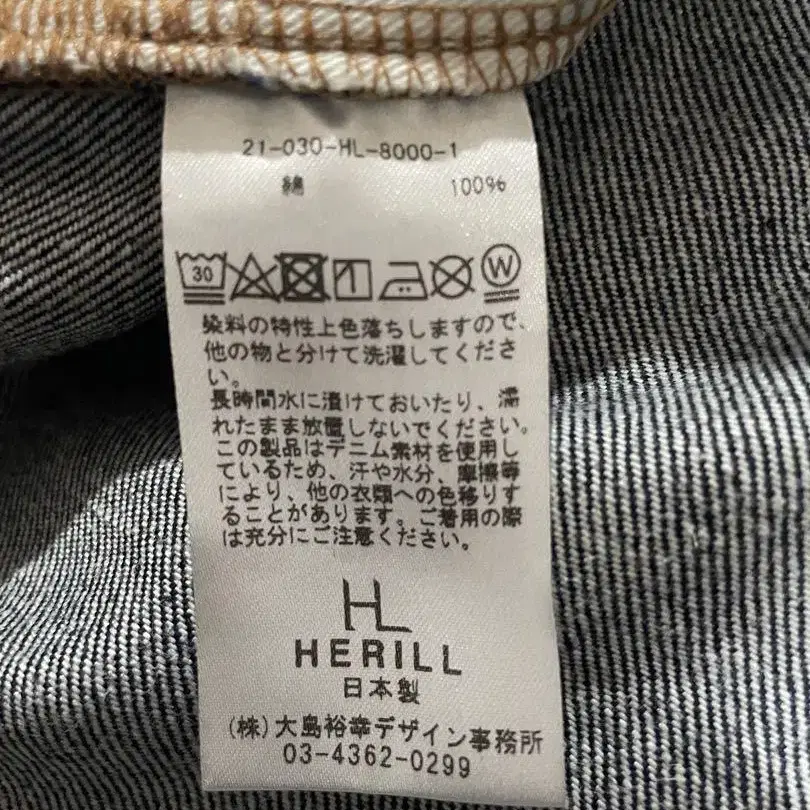 21-030-HL-8000-1
綿 100%
30 W
染料の特性上色落ちしますので、
他の物と分けて洗濯してくださ
い。
長時間水に漬けておいたり、濡
れたまま放置しないでください。
この製品はデニム素材を使用し
ているため、汗や水分、摩擦等
により、他の衣類への色移りす
ることがあります。ご着用の際
は充分にご注意ください。
HL
HERILL
日本製
(株)大島裕幸デザイン事務所
03-4362-0299